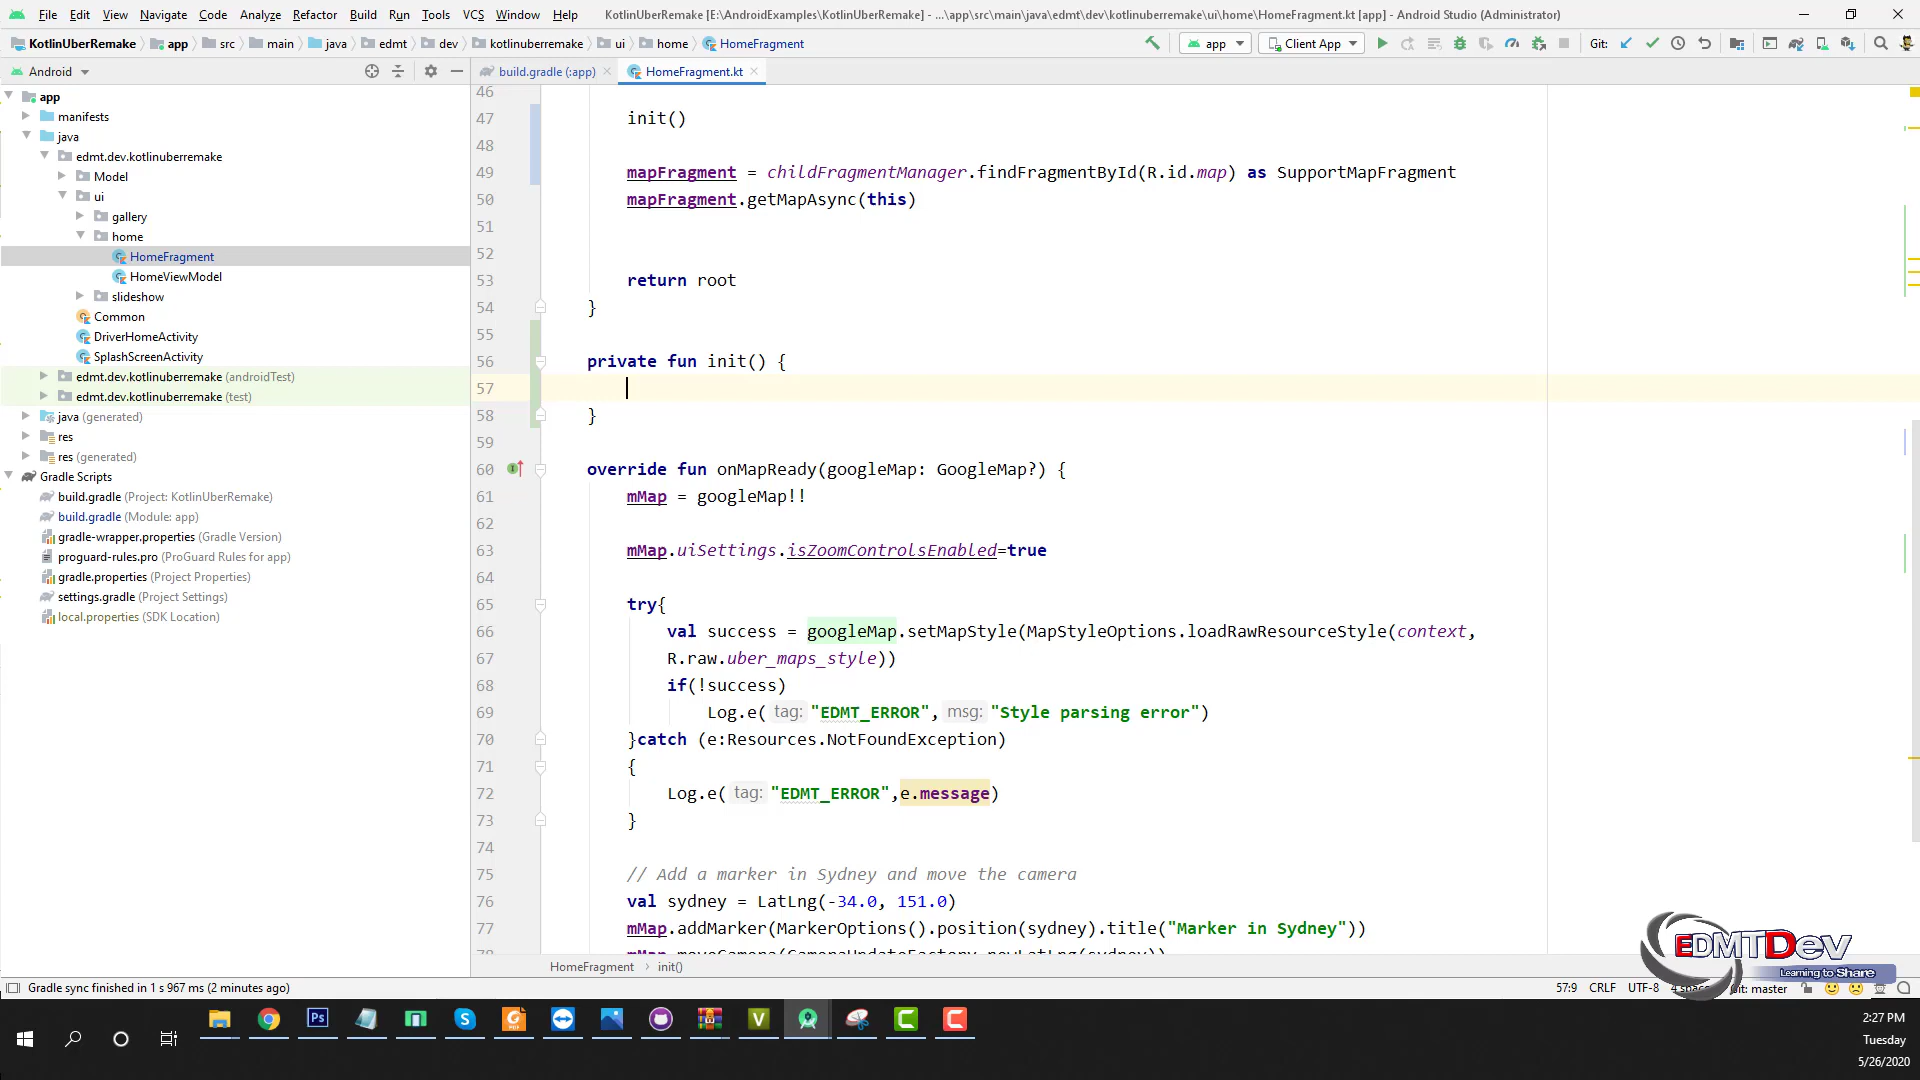 File Edit View Navigate Code Analyze Refactor Build Run Tools VCS Window Help KotlinUberRemake [E:\AndroidExamples\KotlinUberRemake] - ...\app\src\main\java\edmt\dev\kotlinuberremake\ui\home\HomeFragment.kt [app] - Android Studio (Administrator)
KotlinUberRemake app src main java edmt dev kotlinuberremake ui home HomeFragment app Client App Git:
Android build.gradle (:app) HomeFragment.kt
app
manifests
java
edmt.dev.kotlinuberremake
Model
ui
gallery
home
HomeFragment
HomeViewModel
slideshow
Common
DriverHomeActivity
SplashScreenActivity
edmt.dev.kotlinuberremake (androidTest)
edmt.dev.kotlinuberremake (test)
java (generated)
res
res (generated)
Gradle Scripts
build.gradle (Project: KotlinUberRemake)
build.gradle (Module: app)
gradle-wrapper.properties (Gradle Version)
proguard-rules.pro (ProGuard Rules for app)
gradle.properties (Project Properties)
settings.gradle (Project Settings)
local.properties (SDK Location)
46
47 init()
48
49 mapFragment = childFragmentManager.findFragmentById(R.id.map) as SupportMapFragment
50 mapFragment.getMapAsync(this)
51
52
53 return root
54 }
55
56 private fun init() {
57
58 }
59
60 override fun onMapReady(googleMap: GoogleMap?) {
61 mMap = googleMap!!
62
63 mMap.uiSettings.isZoomControlsEnabled=true
64
65 try{
66 val success = googleMap.setMapStyle(MapStyleOptions.loadRawResourceStyle(context,
67 R.raw.uber_maps_style))
68 if(!success)
69 Log.e( tag: "EDMT_ERROR", msg: "Style parsing error")
70 }catch (e:Resources.NotFoundException)
71 {
72 Log.e( tag: "EDMT_ERROR",e.message)
73 }
74
75 // Add a marker in Sydney and move the camera
76 val sydney = LatLng(-34.0, 151.0)
77 mMap.addMarker(MarkerOptions().position(sydney).title("Marker in Sydney"))
78 mMap.moveCamera(CameraUpdateFactory.newLatLng(sydney))
HomeFragment init()
EDMTDev
Learning to Share
Gradle sync finished in 1 s 967 ms (2 minutes ago) 57:9 CRLF UTF-8 4 spaces Git: master
2:27 PM
Tuesday
5/26/2020